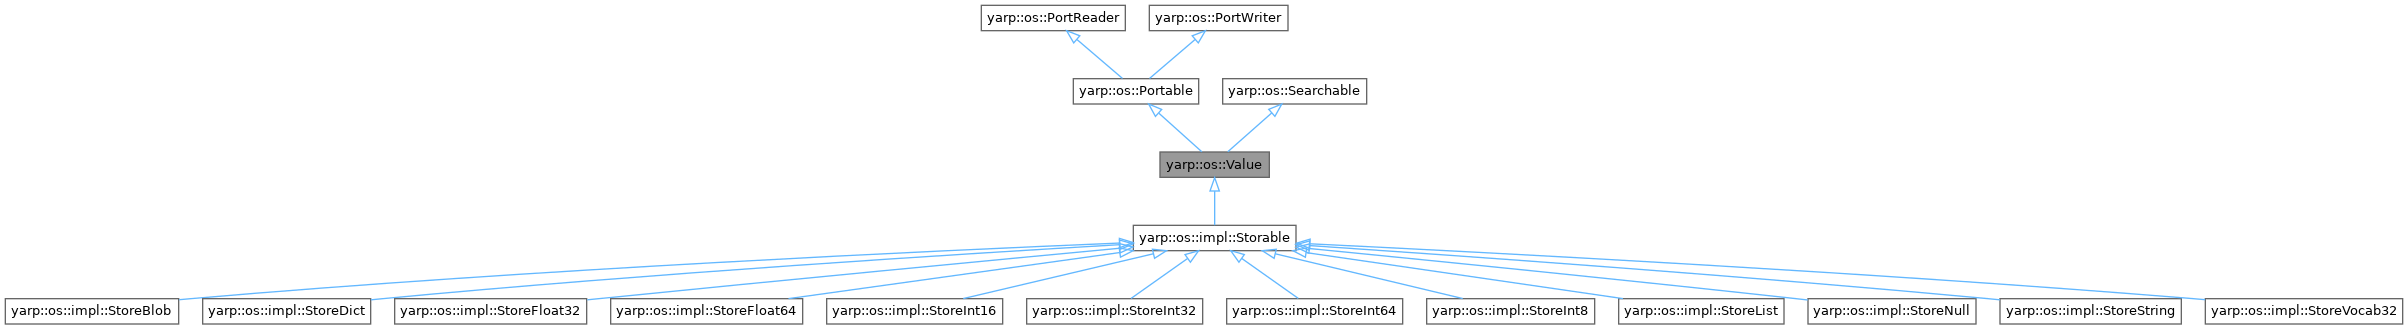 yarp::os::PortReader
yarp::os::PortWriter
yarp::os::Portable
yarp::os::Searchable
yarp::os::Value
yarp::os::impl::Storable
yarp::os::impl::StoreBlob
yarp::os::impl::StoreDict
yarp::os::impl::StoreFloat32
yarp::os::impl::StoreFloat64
yarp::os::impl::StoreInt16
yarp::os::impl::StoreInt32
yarp::os::impl::StoreInt64
yarp::os::impl::StoreInt8
yarp::os::impl::StoreList
yarp::os::impl::StoreNull
yarp::os::impl::StoreString
yarp::os::impl::StoreVocab32